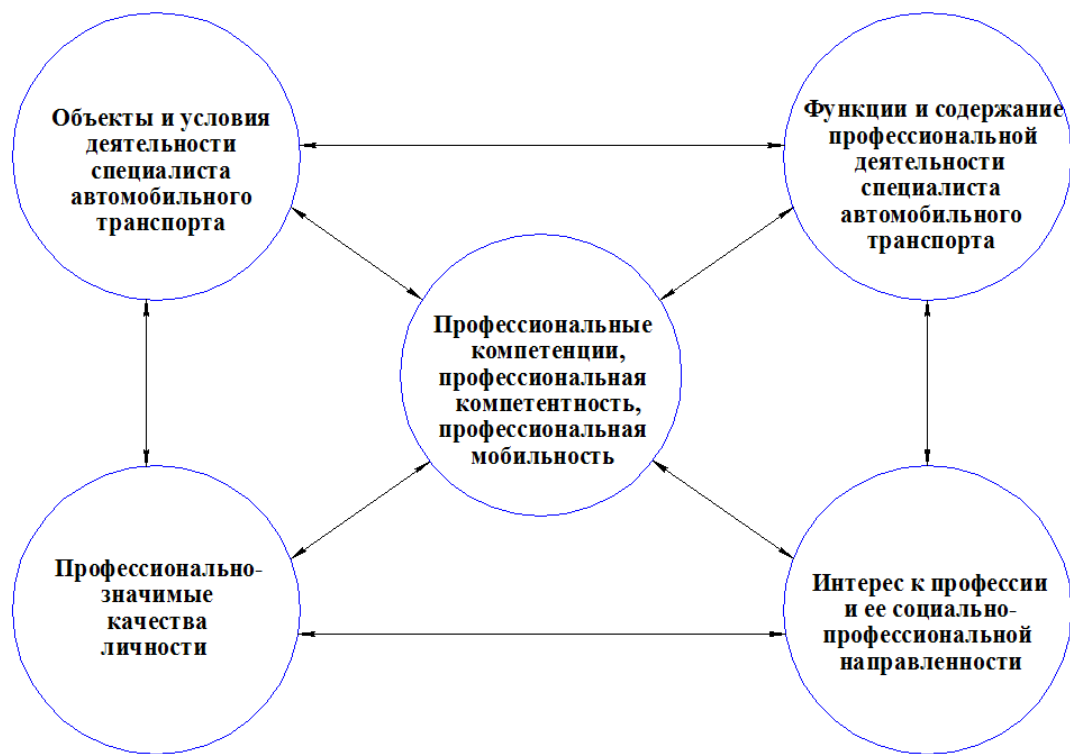 Объекты и условия
деятельности
специалиста
автомобильного
транспорта
Функции и содержание
профессиональной
деятельности
специалиста
автомобильного
транспорта
Профессиональные
компетенции,
профессиональная
компетентность,
профессиональная
мобильность
Профессионально-
значимые
качества
личности
Интерес к профессии
и ее социально-
профессиональной
направленности